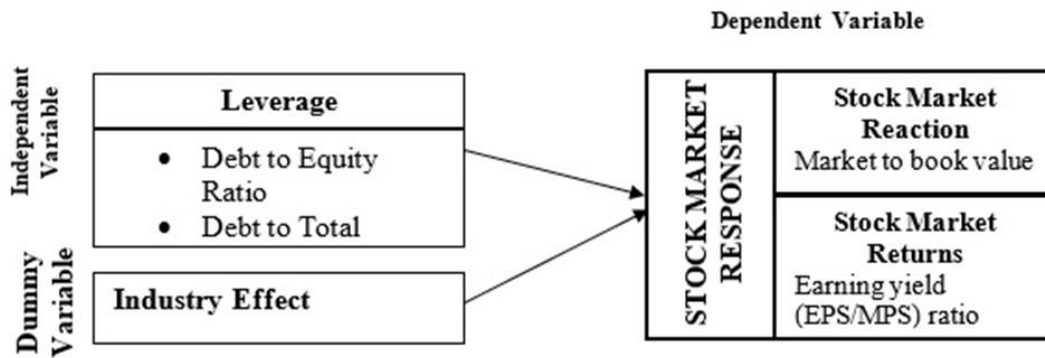 Dependent Variable
Independent
Variable
Leverage
• Debt to Equity
Ratio
• Debt to Total
Dummy
Variable
Industry Effect
STOCK MARKET
RESPONSE
Stock Market
Reaction
Market to book value
Stock Market
Returns
Earning yield
(EPS/MPS) ratio